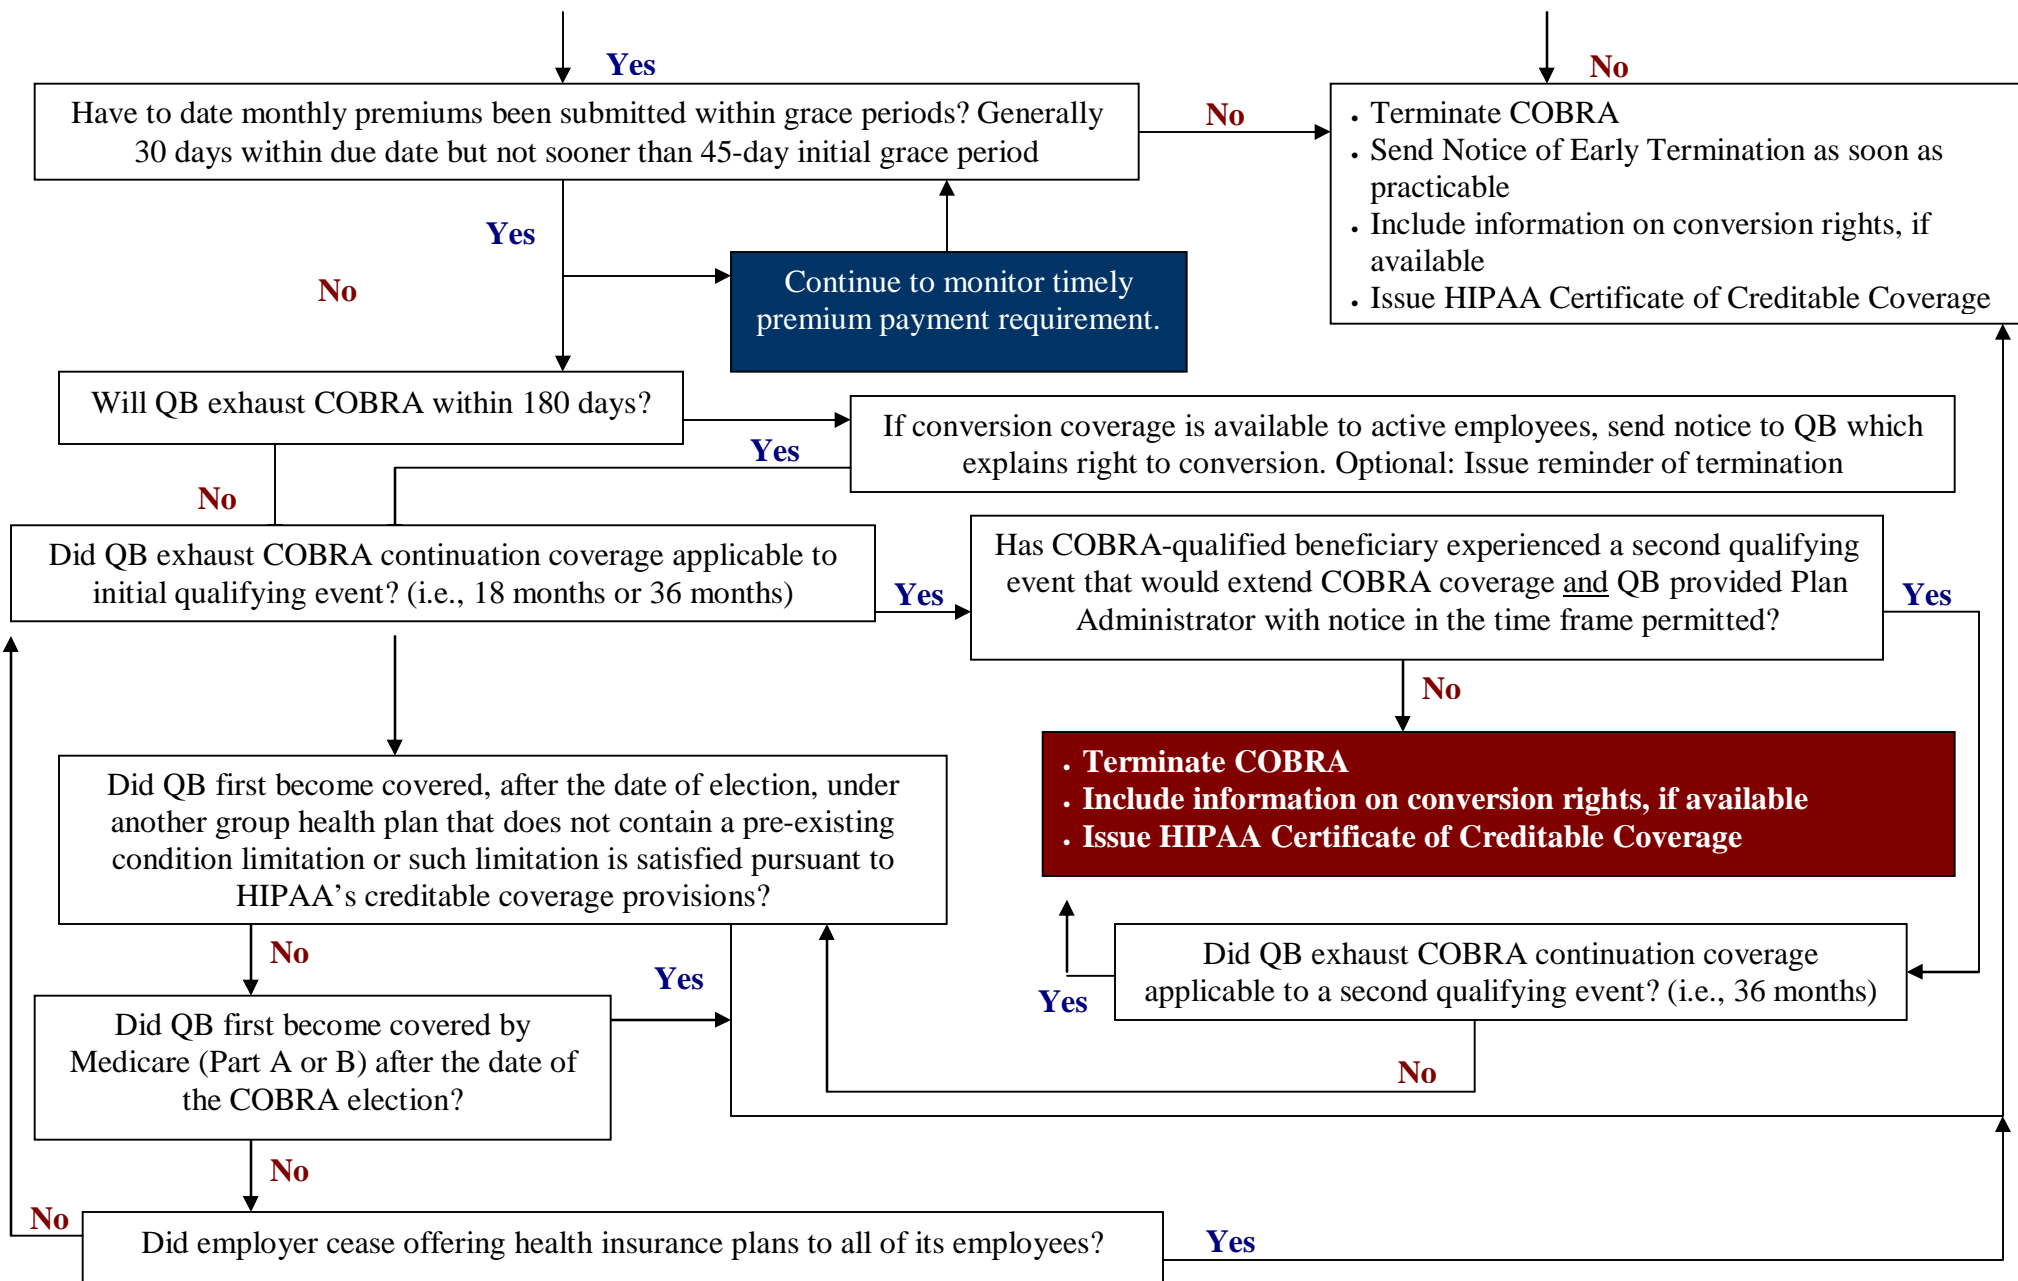 Yes
No
Have to date monthly premiums been submitted within grace periods? Generally
30 days within due date but not sooner than 45-day initial grace period
No
• Terminate COBRA
• Send Notice of Early Termination as soon as
practicable
• Include information on conversion rights, if
available
• Issue HIPAA Certificate of Creditable Coverage
Yes
No
Continue to monitor timely
premium payment requirement.
Will QB exhaust COBRA within 180 days?
Yes
If conversion coverage is available to active employees, send notice to QB which
explains right to conversion. Optional: Issue reminder of termination
No
Did QB exhaust COBRA continuation coverage applicable to
initial qualifying event? (i.e., 18 months or 36 months)
Yes
Has COBRA-qualified beneficiary experienced a second qualifying
event that would extend COBRA coverage and QB provided Plan
Administrator with notice in the time frame permitted?
Yes
No
• Terminate COBRA
• Include information on conversion rights, if available
• Issue HIPAA Certificate of Creditable Coverage
Did QB first become covered, after the date of election, under
another group health plan that does not contain a pre-existing
condition limitation or such limitation is satisfied pursuant to
HIPAA’s creditable coverage provisions?
No
Yes
Did QB exhaust COBRA continuation coverage
applicable to a second qualifying event? (i.e., 36 months)
Yes
No
Did QB first become covered by
Medicare (Part A or B) after the date of
the COBRA election?
No
No
Did employer cease offering health insurance plans to all of its employees?
Yes